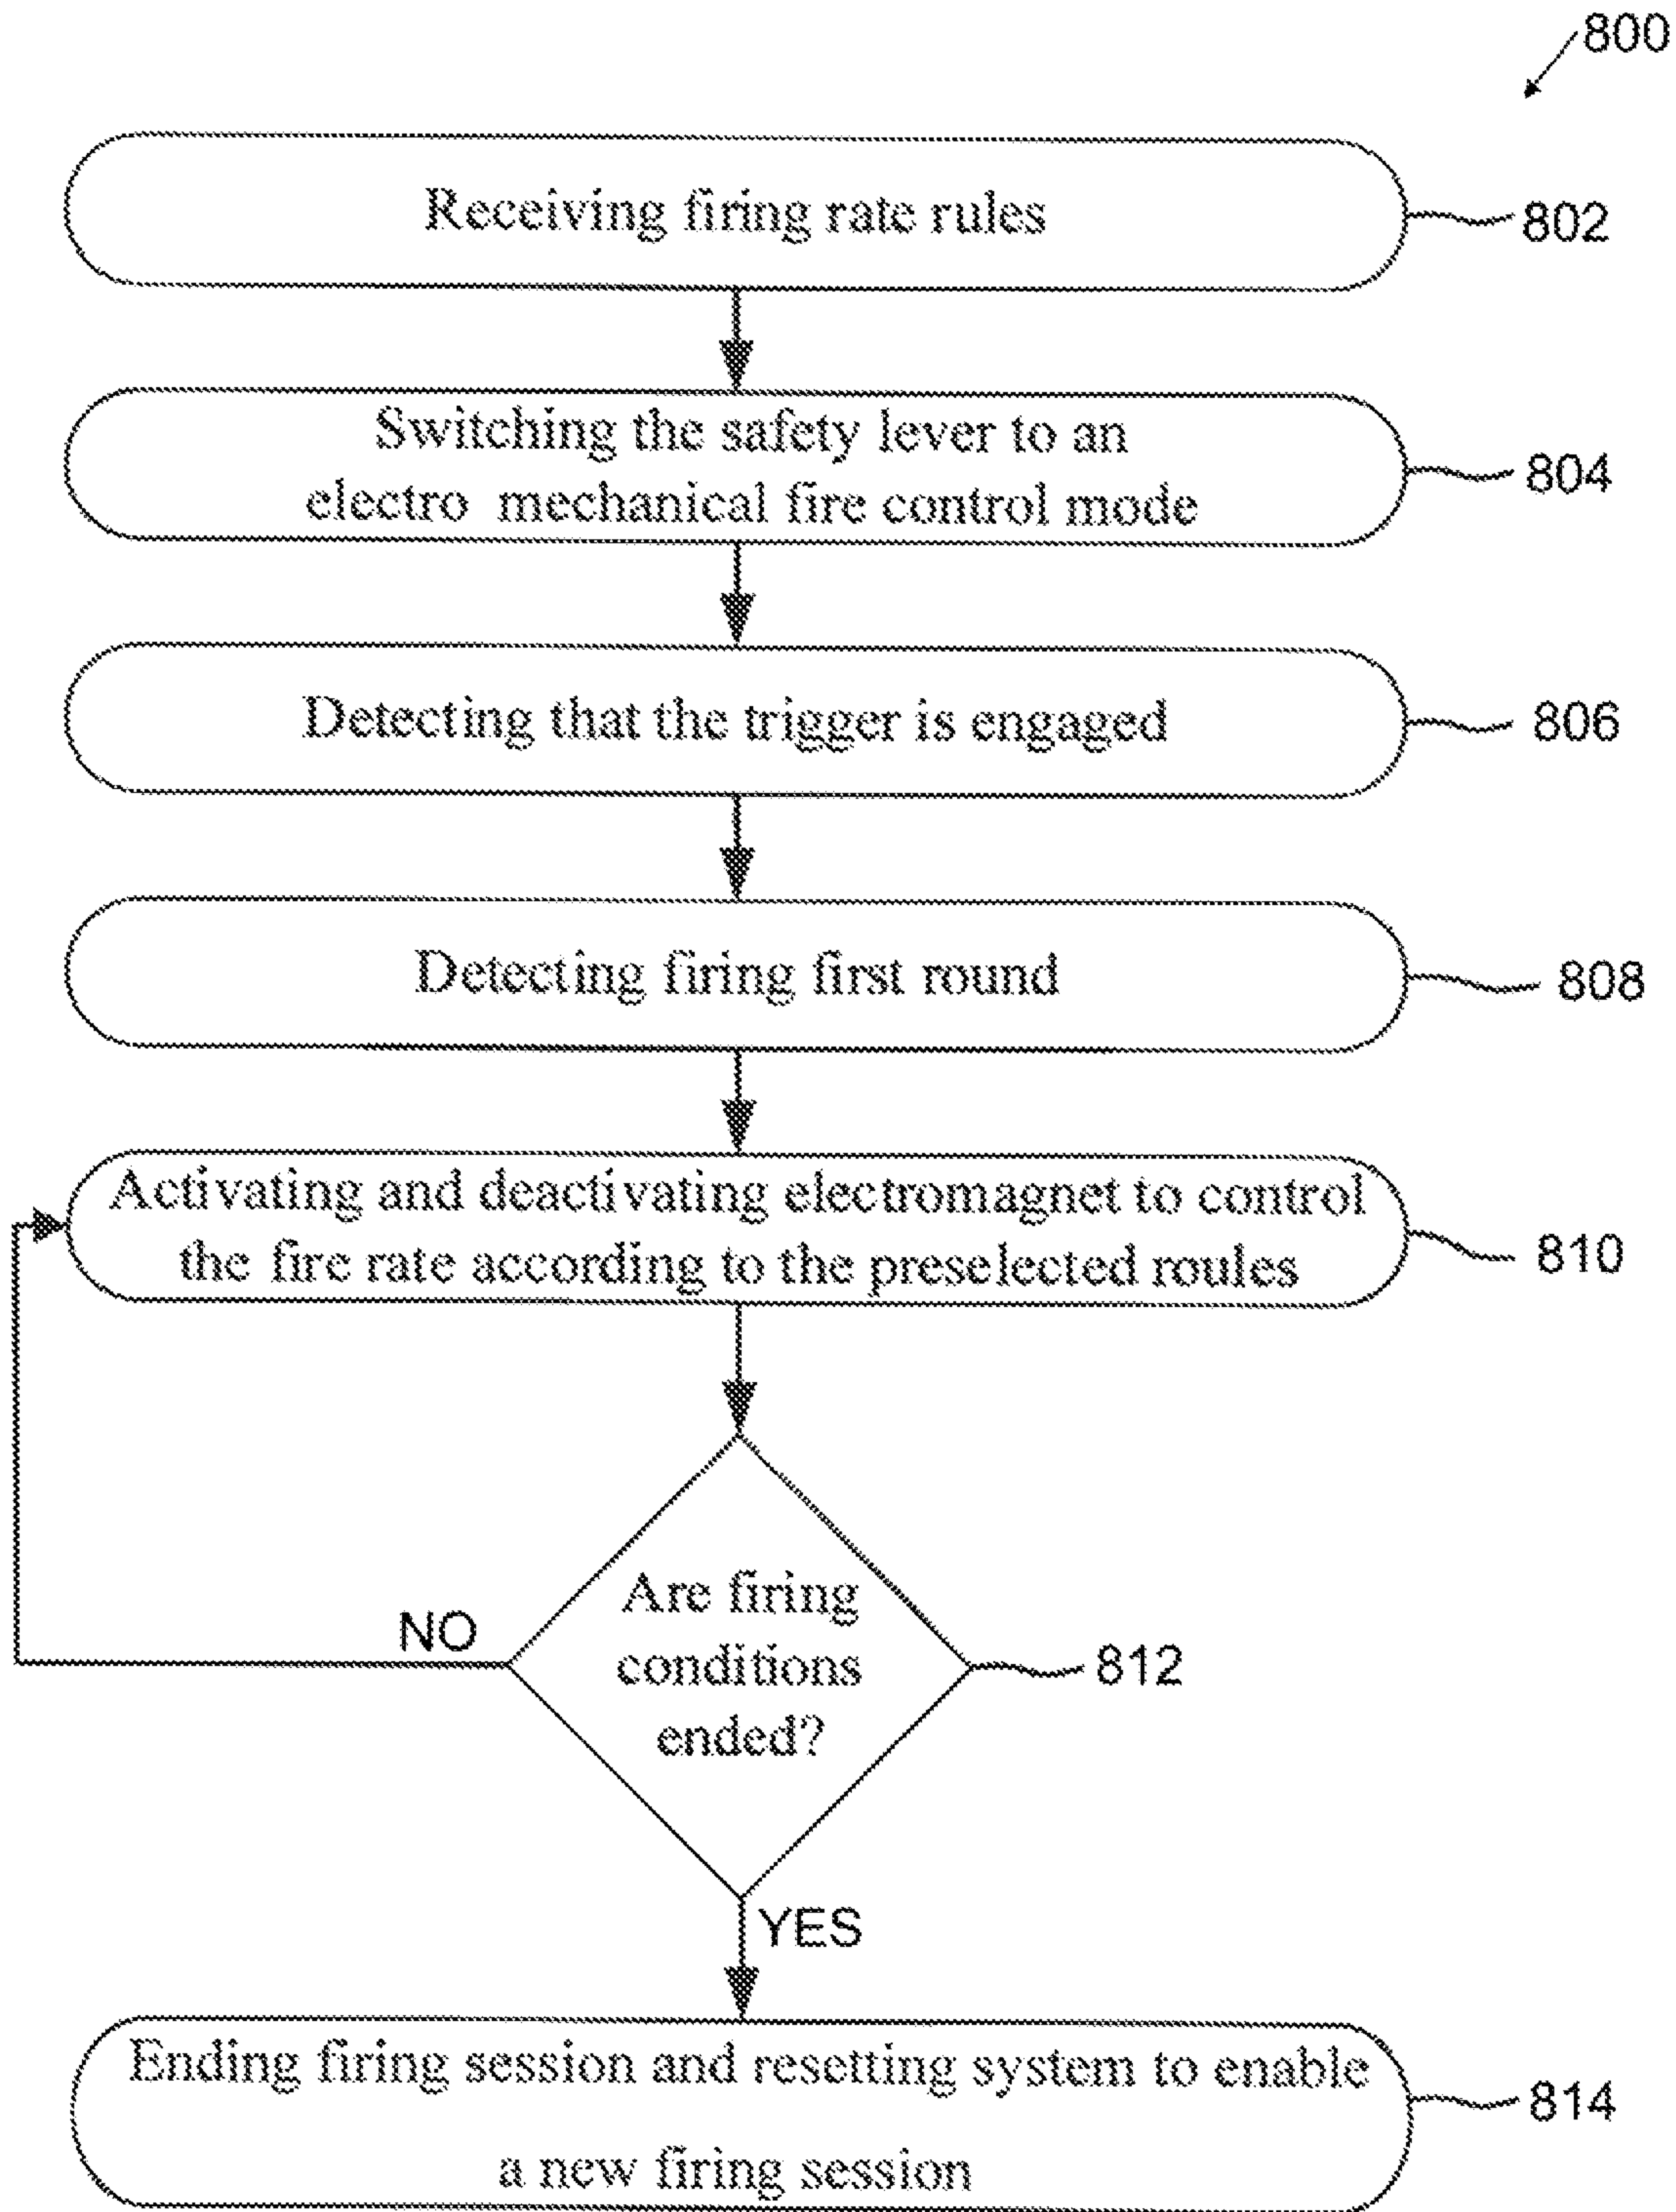 800
Receiving firing rate rules
802
Switching the safety lever to an
electro mechanical fire control mode
804
Detecting that the trigger is engaged
806
Detecting firing first round
808
Activating and deactivating electromagnet to control
the fire rate according to the preselected roules
810
Are firing
conditions
ended?
812
NO
YES
Ending firing session and resetting system to enable
a new firing session
814